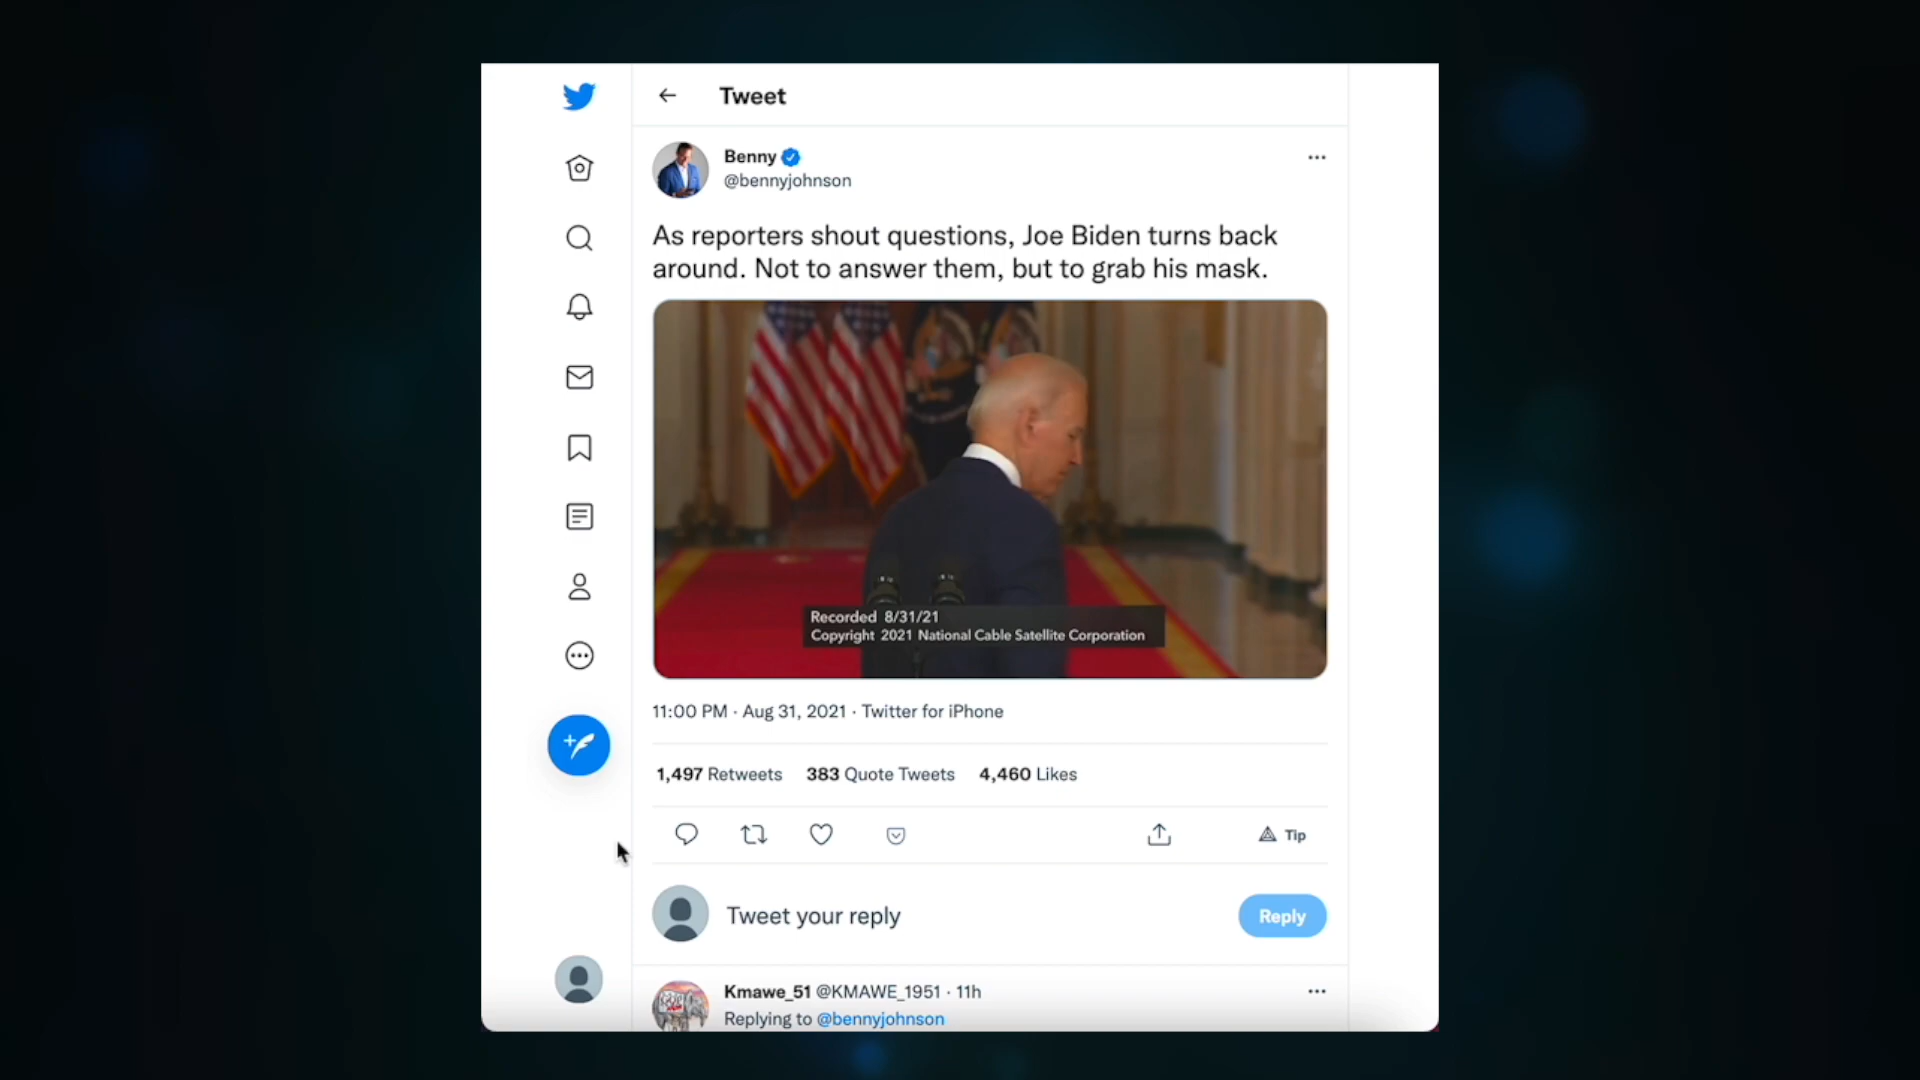 Tweet
Benny
@bennyjohnson
As reporters shout questions, Joe Biden turns back
around. Not to answer them, but to grab his mask.
Recorded 8/31/21
Copyright 2021 National Cable Satellite Corporation
11:00 PM · Aug 31, 2021 · Twitter for iPhone
1,497 Retweets 383 Quote Tweets 4,460 Likes
Tip
Tweet your reply
Reply
Kmawe_51 @KMAWE_1951 · 11h
Replying to @bennyjohnson